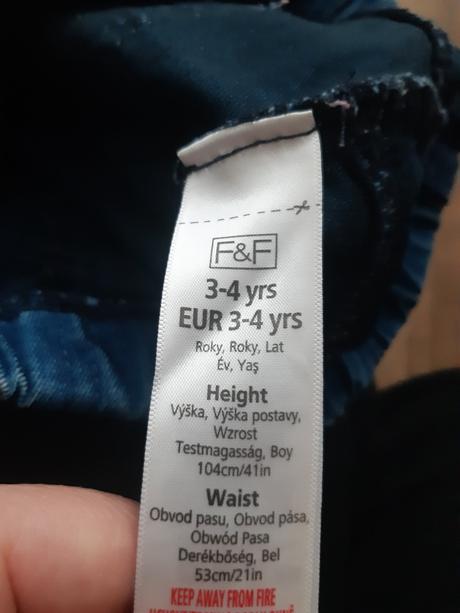 F&F
3-4 yrs
EUR 3-4 yrs
Roky, Roky, Lat
Év, Yaş
Height
Výška, Výška postavy,
Wzrost
Testmagasság, Boy
104cm/41in
Waist
Obvod pasu, Obvod pása,
Obwód Pasa
Derékbőség, Bel
53cm/21in
KEEP AWAY FROM FIRE